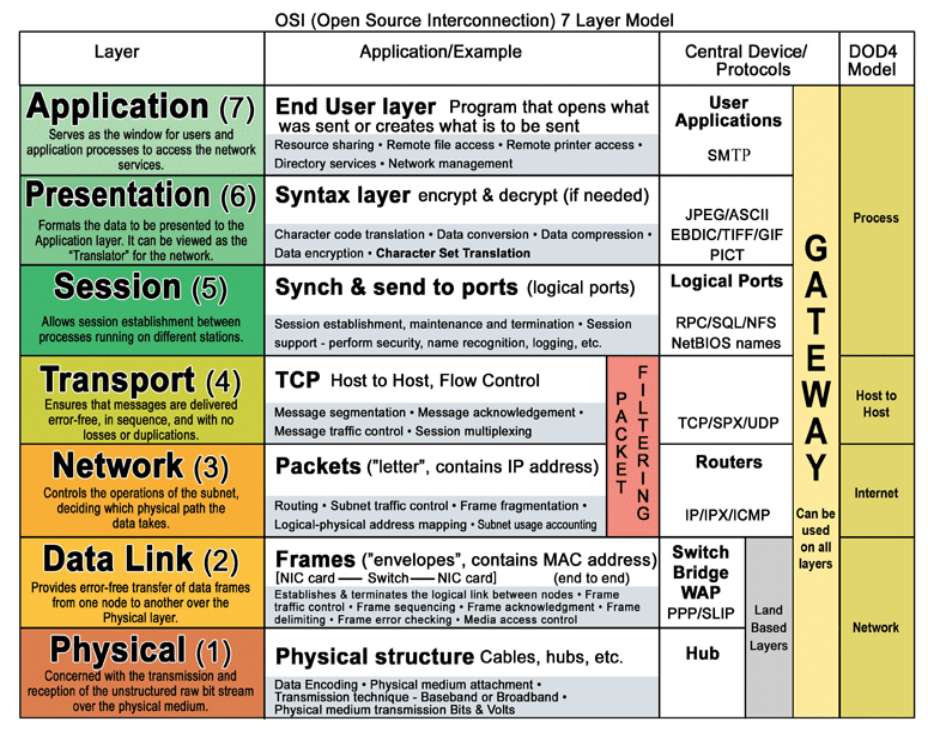 OSI (Open Source Interconnection) 7 Layer Model
Layer
Application/Example
Central Device/
Protocols
DOD4
Model
Application (7)
Serves as the window for users and
application processes to access the network
services.
End User layer Program that opens what
was sent or creates what is to be sent
Resource sharing • Remote file access • Remote printer access •
Directory services • Network management
User
Applications
SMTP
Presentation (6)
Formats the data to be presented to the
Application layer. It can be viewed as the
"Translator" for the network.
Syntax layer encrypt & decrypt (if needed)
Character code translation • Data conversion • Data compression •
Data encryption • Character Set Translation
JPEG/ASCII
EBDIC/TIFF/GIF
PICT
Session (5)
Allows session establishment between
processes running on different stations.
Synch & send to ports (logical ports)
Session establishment, maintenance and termination • Session
support - perform security, name recognition, logging, etc.
Logical Ports
RPC/SQL/NFS
NetBIOS names
Process
Transport (4)
Ensures that messages are delivered
error-free, in sequence, and with no
losses or duplications.
TCP Host to Host, Flow Control
Message segmentation • Message acknowledgement •
Message traffic control • Session multiplexing
TCP/SPX/UDP
Host to
Host
Network (3)
Controls the operations of the subnet,
deciding which physical path the
data takes.
Packets ("letter", contains IP address)
Routing • Subnet traffic control • Frame fragmentation •
Logical-physical address mapping • Subnet usage accounting
PACKET
FILTERING
Routers
IP/IPX/ICMP
Internet
Data Link (2)
Provides error-free transfer of data frames
from one node to another over the
Physical layer.
Frames ("envelopes", contains MAC address)
[NIC card —— Switch—— NIC card] (end to end)
Establishes & terminates the logical link between nodes • Frame
traffic control • Frame sequencing • Frame acknowledgment • Frame
delimiting • Frame error checking • Media access control
Switch
Bridge
WAP
PPP/SLIP
Physical (1)
Concerned with the transmission and
reception of the unstructured raw bit stream
over the physical medium.
Physical structure Cables, hubs, etc.
Data Encoding • Physical medium attachment •
Transmission technique - Baseband or Broadband •
Physical medium transmission Bits & Volts
Hub
Land
Based
Layers
GATEWAY
Can be
used
on all
layers
Network